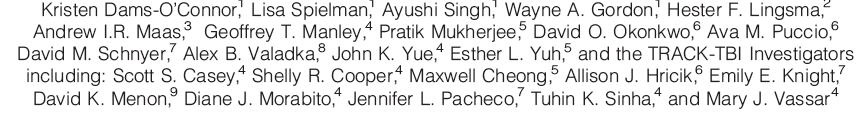 Kristen Dams-O'Connor,1 Lisa Spielman,1 Ayushi Singh,1 Wayne A. Gordon,1 Hester F. Lingsma,2
Andrew I.R. Maas,3 Geoffrey T. Manley,4 Pratik Mukherjee,5 David O. Okonkwo,6 Ava M. Puccio,6
David M. Schnyer,7 Alex B. Valadka,8 John K. Yue,4 Esther L. Yuh,5 and the TRACK-TBI Investigators
including: Scott S. Casey,4 Shelly R. Cooper,4 Maxwell Cheong,5 Allison J. Hricik,6 Emily E. Knight,7
David K. Menon,9 Diane J. Morabito,4 Jennifer L. Pacheco,7 Tuhin K. Sinha,4 and Mary J. Vassar4